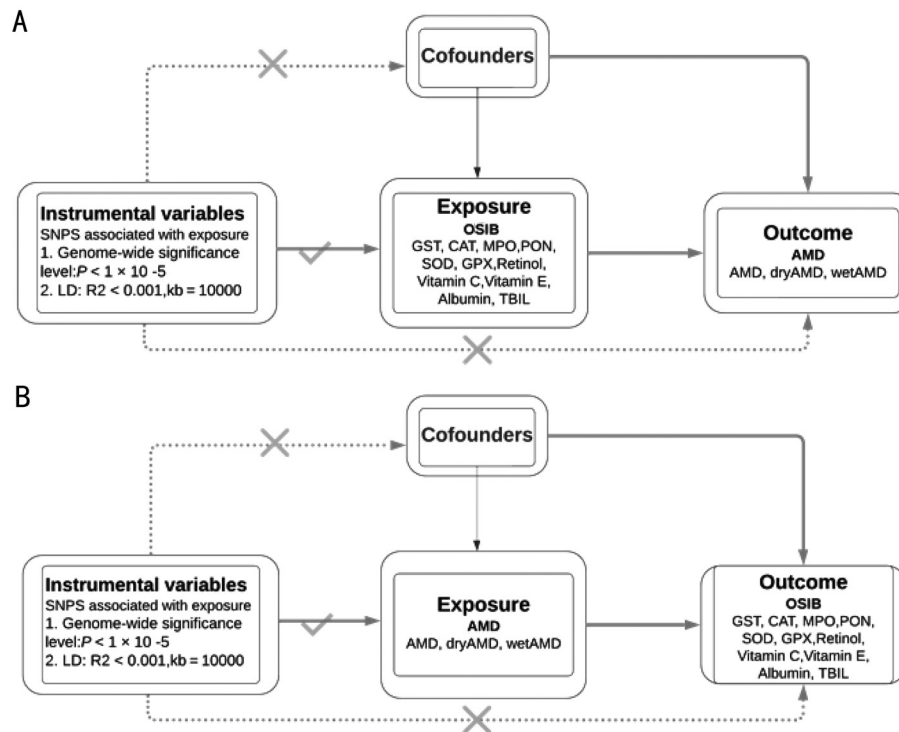 A
Cofounders
Instrumental variables
SNPS associated with exposure
1. Genome-wide significance
level:P < 1 × 10 -5
2. LD: R2 < 0.001,kb = 10000
Exposure
OSIB
GST, CAT, MPO,PON,
SOD, GPX,Retinol,
Vitamin C,Vitamin E,
Albumin, TBIL
Outcome
AMD
AMD, dryAMD, wetAMD
B
Cofounders
Instrumental variables
SNPS associated with exposure
1. Genome-wide significance
level:P < 1 × 10 -5
2. LD: R2 < 0.001,kb = 10000
Exposure
AMD
AMD, dryAMD, wetAMD
Outcome
OSIB
GST, CAT, MPO,PON,
SOD, GPX,Retinol,
Vitamin C,Vitamin E,
Albumin, TBIL